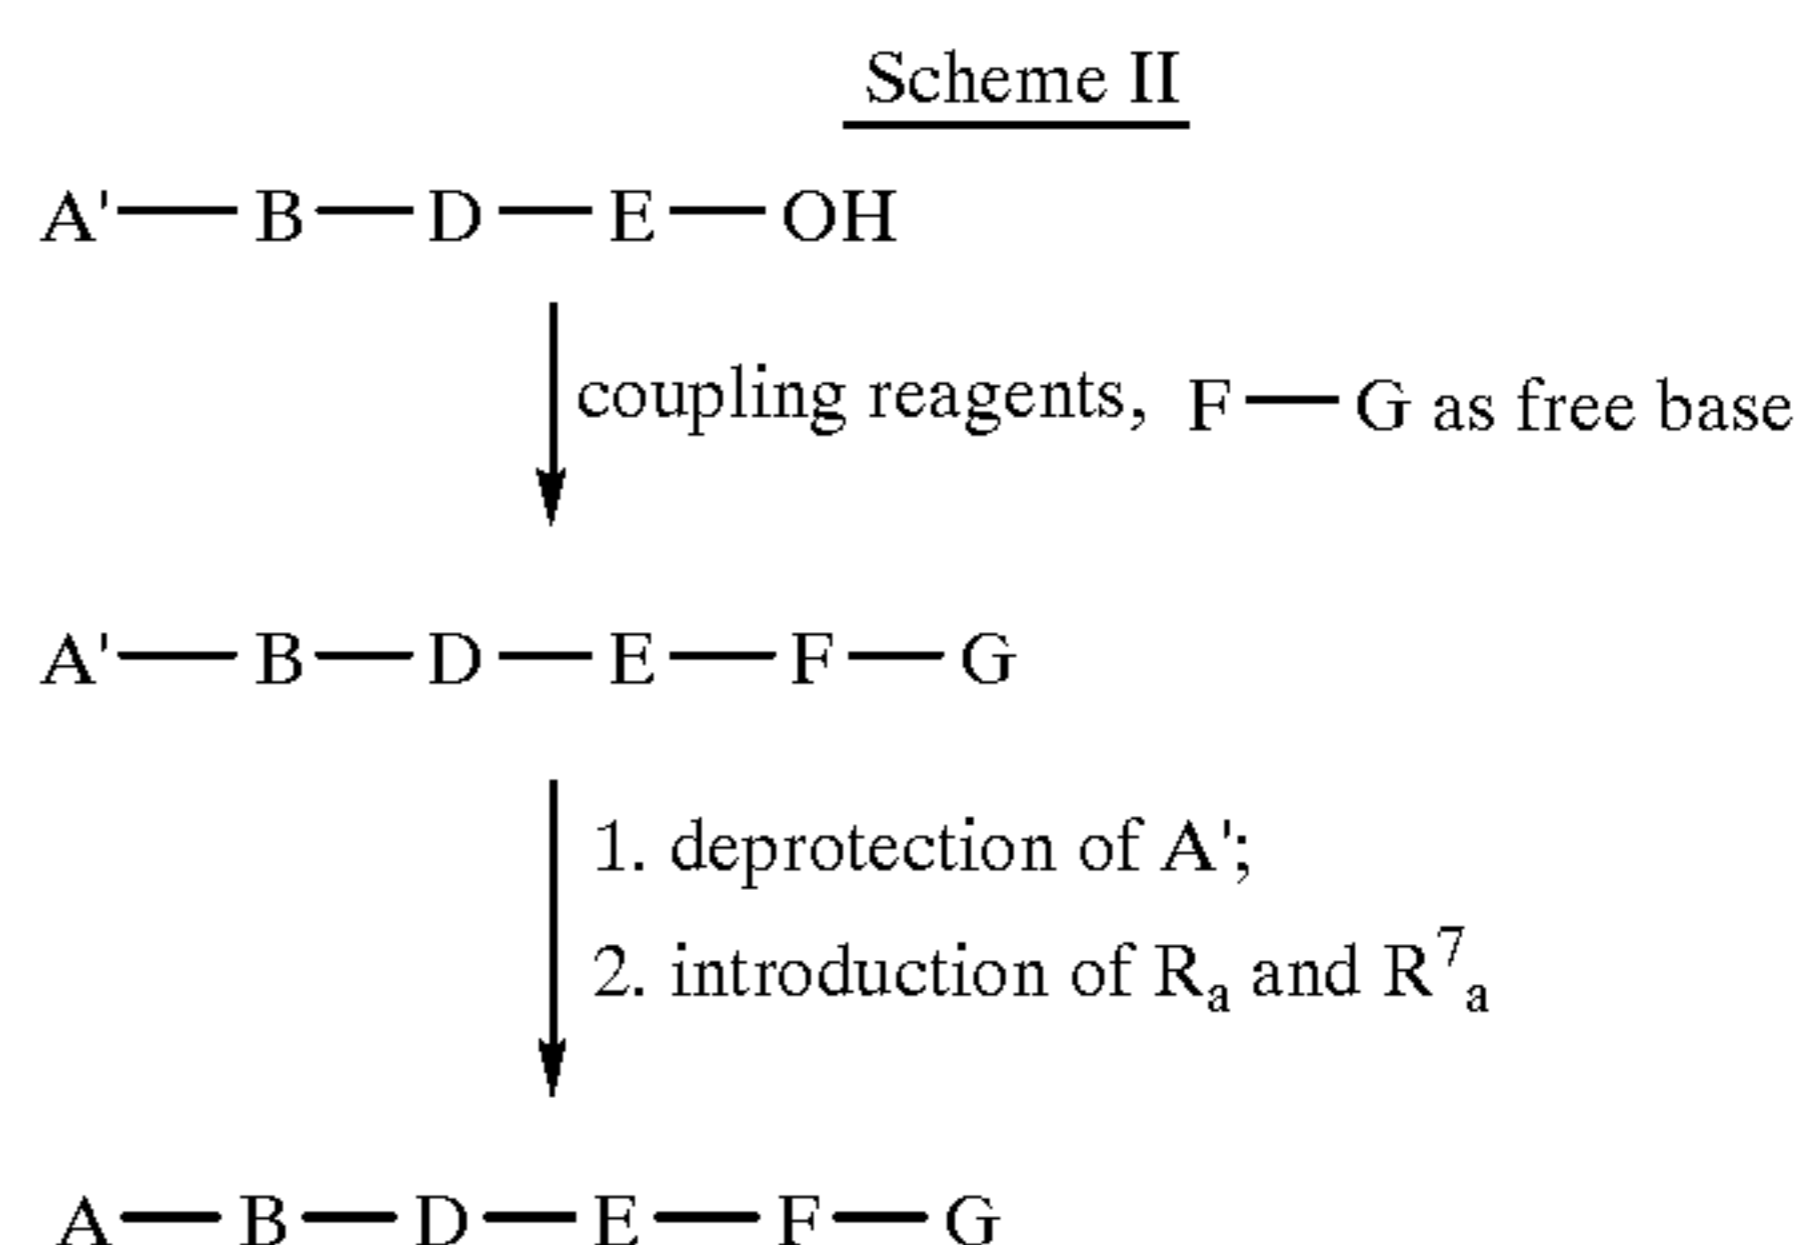 Scheme II
A'—B—D—E—OH
coupling reagents, F—G as free base
A'—B—D—E—F—G
1. deprotection of A';
2. introduction of Rₐ and R⁷ₐ
A—B—D—E—F—G